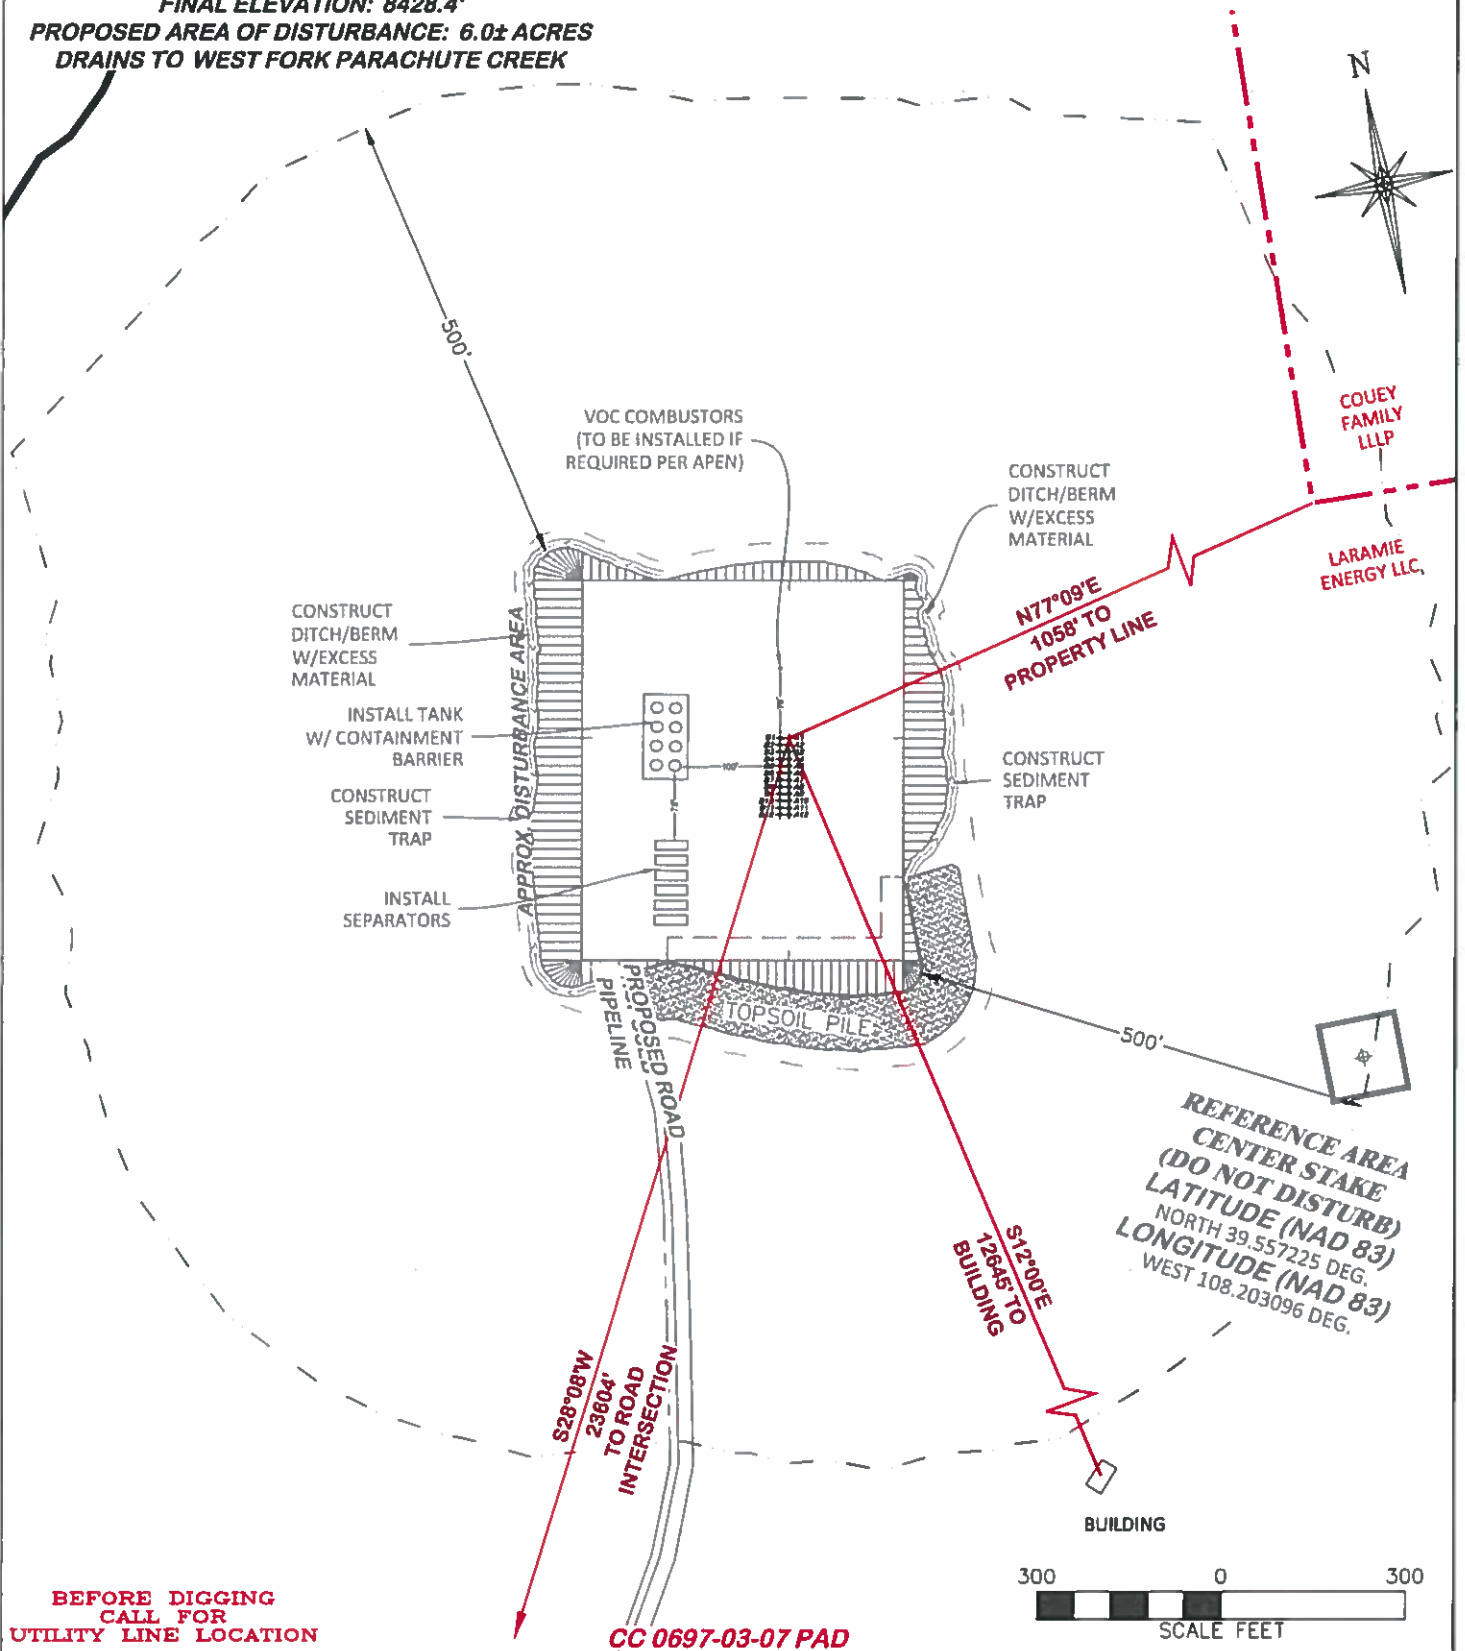 FINAL ELEVATION: 8428.4'
PROPOSED AREA OF DISTURBANCE: 6.0± ACRES
DRAINS TO WEST FORK PARACHUTE CREEK
N
500'
COUEY
FAMILY
LLLP
LARAMIE
ENERGY LLC,
VOC COMBUSTORS
(TO BE INSTALLED IF
REQUIRED PER APEN)
CONSTRUCT
DITCH/BERM
W/EXCESS
MATERIAL
N77°09'E
1058' TO
PROPERTY LINE
CONSTRUCT
DITCH/BERM
W/EXCESS
MATERIAL
APPROX. DISTURBANCE AREA
INSTALL TANK
W/ CONTAINMENT
BARRIER
100'
CONSTRUCT
SEDIMENT
TRAP
CONSTRUCT
SEDIMENT
TRAP
INSTALL
SEPARATORS
PIPELINE
PROPOSED ROAD
TOPSOIL PILE
500'
REFERENCE AREA
CENTER STAKE
(DO NOT DISTURB)
LATITUDE (NAD 83)
NORTH 39.557225 DEG.
LONGITUDE (NAD 83)
WEST 108.203096 DEG.
S12°00'E
12645' TO
BUILDING
S28°08'W
23604'
TO ROAD
INTERSECTION
BUILDING
300 0 300
SCALE FEET
BEFORE DIGGING
CALL FOR
UTILITY LINE LOCATION
CC 0697-03-07 PAD